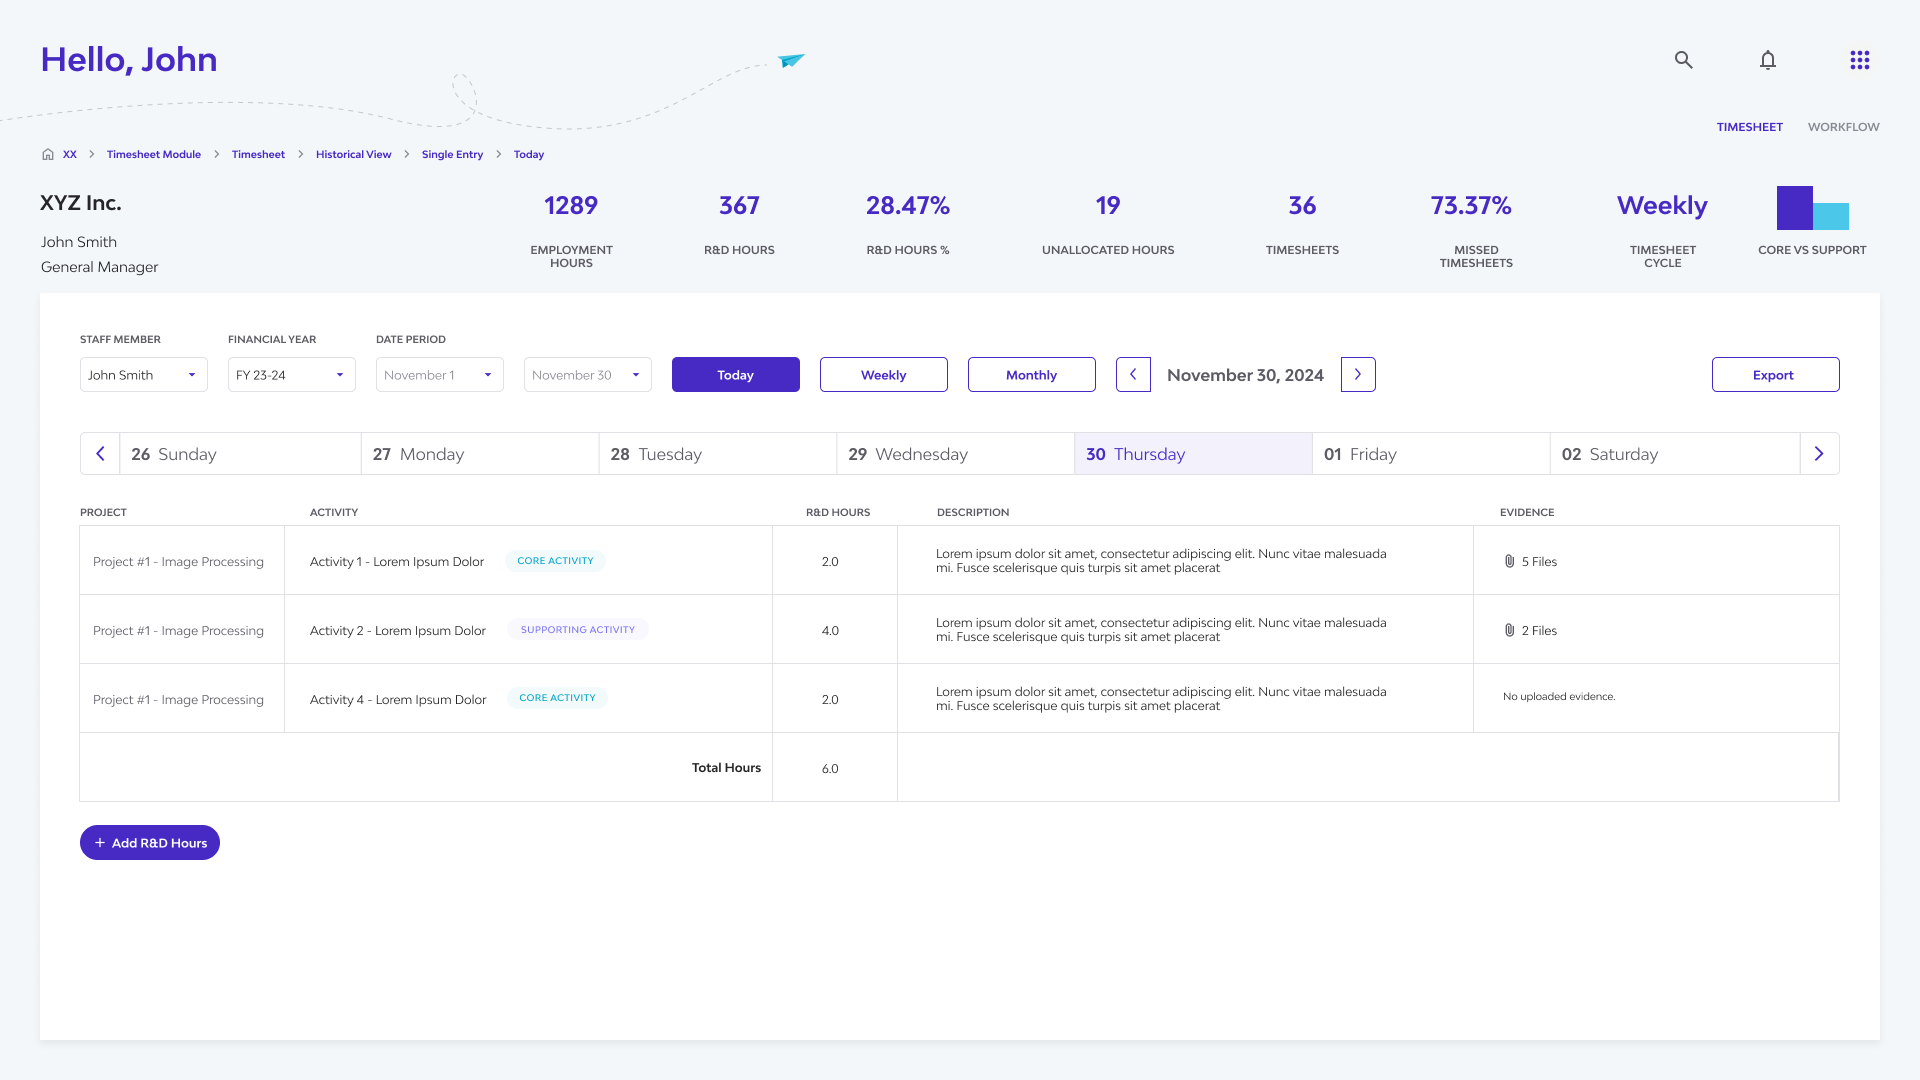 Hello, John
TIMESHEET WORKFLOW
XX Timesheet Module Timesheet Historical View Single Entry Today
XYZ Inc.
John Smith
General Manager
1289
EMPLOYMENT
HOURS
367
R&D HOURS
28.47%
R&D HOURS %
19
UNALLOCATED HOURS
36
TIMESHEETS
73.37%
MISSED
TIMESHEETS
Weekly
TIMESHEET
CYCLE
CORE VS SUPPORT
STAFF MEMBER FINANCIAL YEAR DATE PERIOD
John Smith FY 23-24 November 1 November 30 Today Weekly Monthly November 30, 2024 Export
26 Sunday 27 Monday 28 Tuesday 29 Wednesday 30 Thursday 01 Friday 02 Saturday
PROJECT ACTIVITY R&D HOURS DESCRIPTION EVIDENCE
Project #1 - Image Processing Activity 1 - Lorem Ipsum Dolor CORE ACTIVITY 2.0
Lorem ipsum dolor sit amet, consectetur adipiscing elit. Nunc vitae malesuada
mi. Fusce scelerisque quis turpis sit amet placerat
5 Files
Project #1 - Image Processing Activity 2 - Lorem Ipsum Dolor SUPPORTING ACTIVITY 4.0
Lorem ipsum dolor sit amet, consectetur adipiscing elit. Nunc vitae malesuada
mi. Fusce scelerisque quis turpis sit amet placerat
2 Files
Project #1 - Image Processing Activity 4 - Lorem Ipsum Dolor CORE ACTIVITY 2.0
Lorem ipsum dolor sit amet, consectetur adipiscing elit. Nunc vitae malesuada
mi. Fusce scelerisque quis turpis sit amet placerat
No uploaded evidence.
Total Hours 6.0
+ Add R&D Hours